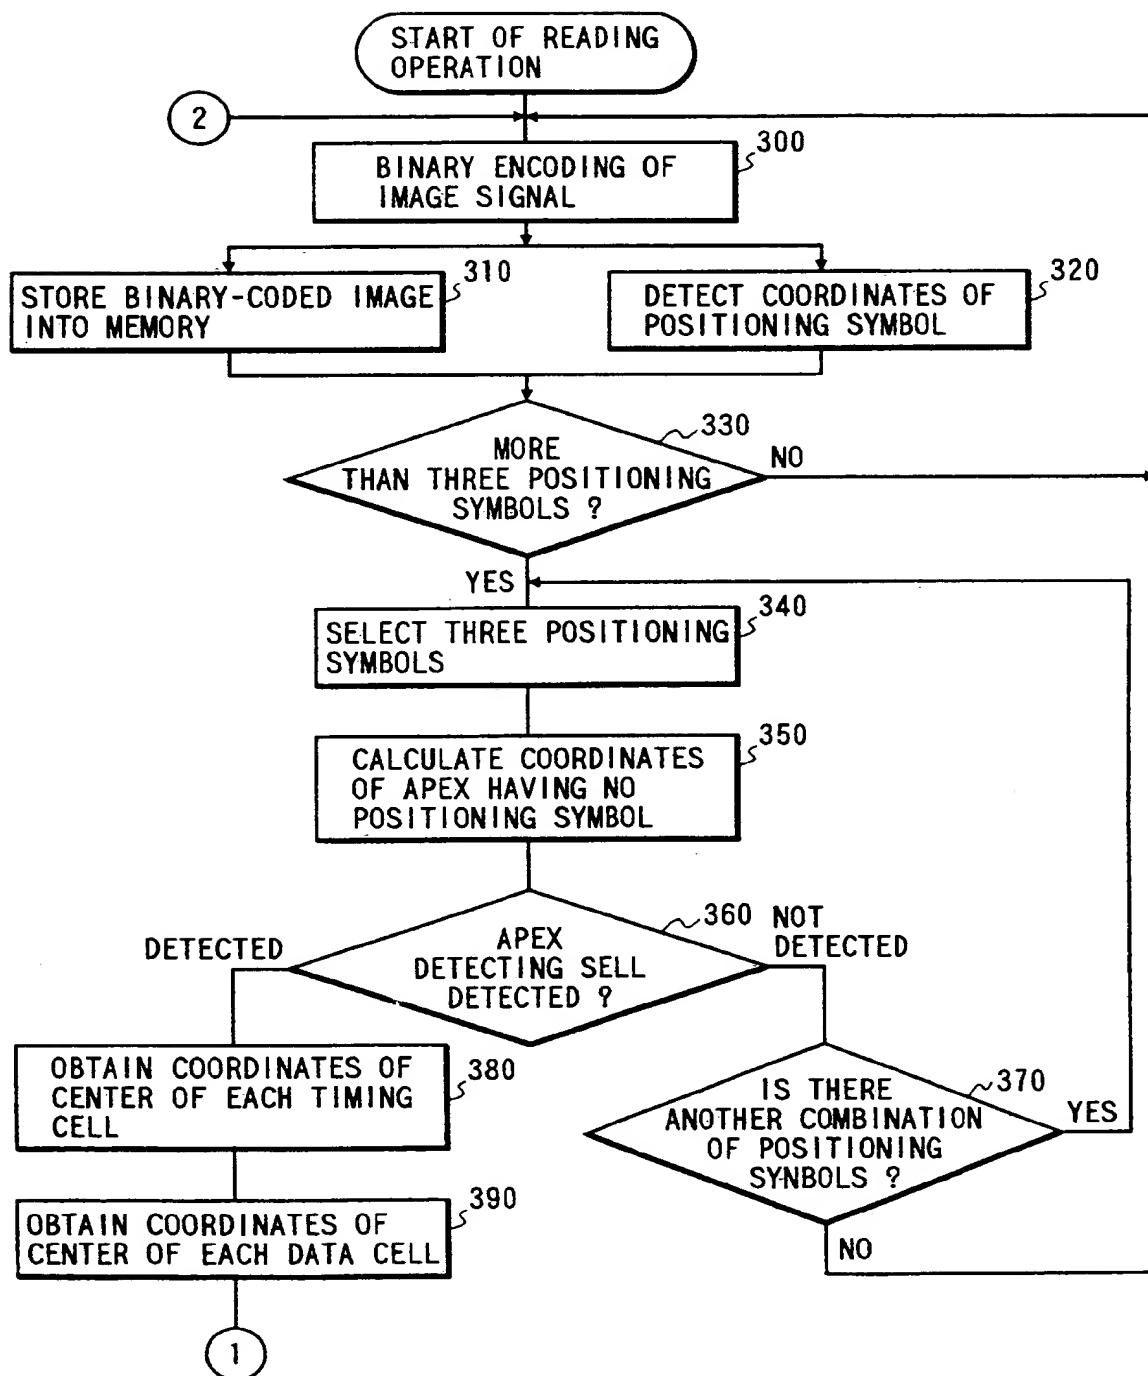 START OF READING
OPERATION
2
300
BINARY ENCODING OF
IMAGE SIGNAL
310
STORE BINARY-CODED IMAGE
INTO MEMORY
320
DETECT COORDINATES OF
POSITIONING SYMBOL
330
MORE
THAN THREE POSITIONING
SYMBOLS ?
NO
YES
340
SELECT THREE POSITIONING
SYMBOLS
350
CALCULATE COORDINATES
OF APEX HAVING NO
POSITIONING SYMBOL
360
APEX
DETECTING SELL
DETECTED ?
DETECTED
NOT
DETECTED
370
IS THERE
ANOTHER COMBINATION
OF POSITIONING
SYNBOLS ?
YES
NO
380
OBTAIN COORDINATES OF
CENTER OF EACH TIMING
CELL
390
OBTAIN COORDINATES OF
CENTER OF EACH DATA CELL
1